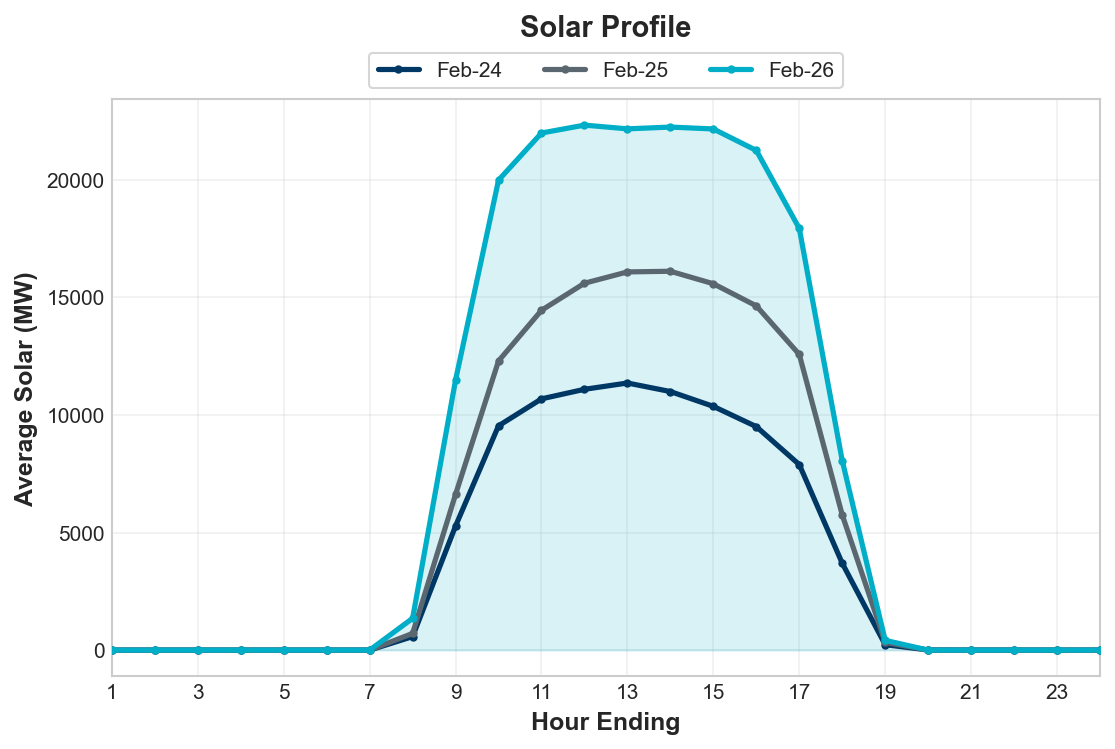 Solar Profile
Feb-24 Feb-25 Feb-26
Average Solar (MW)
20000
15000
10000
5000
0
1 3 5 7 9 11 13 15 17 19 21 23
Hour Ending